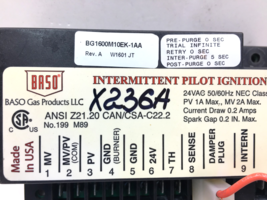 BG1600M10EK-1AA
Rev. A W1601 JT
PRE-PURGE 0 SEC
TRIAL INFINITE
RETRY 0 SEC
INTER-PURGE 5 SEC
POST-PURGE 0 SEC
BASO
INTERMITTENT PILOT IGNITION
BASO Gas Products LLC
X236A
24VAC 50/60Hz NEC Class
PV 1A Max., MV 2A Max.
Current Draw 0.2 Amps
Spark Gap 0.2 IN. Max.
ANSI Z21.20 CAN/CSA-C22.2
No.199 M89
Made
In USA
MV 1
MV/PV (COM) 2
PV 3
GND (BURNER) 4
GND 5
24V 6
TH 7
SENSE 8
DAMPER PLUG
INTERN 9